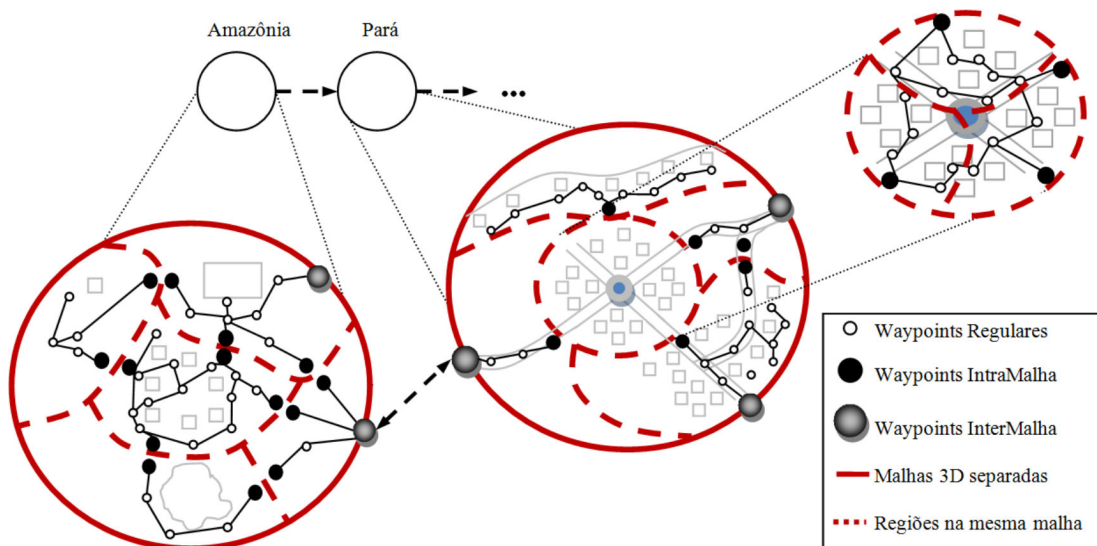 Amazônia
Pará
...
Waypoints Regulares
Waypoints IntraMalha
Waypoints InterMalha
Malhas 3D separadas
Regiões na mesma malha